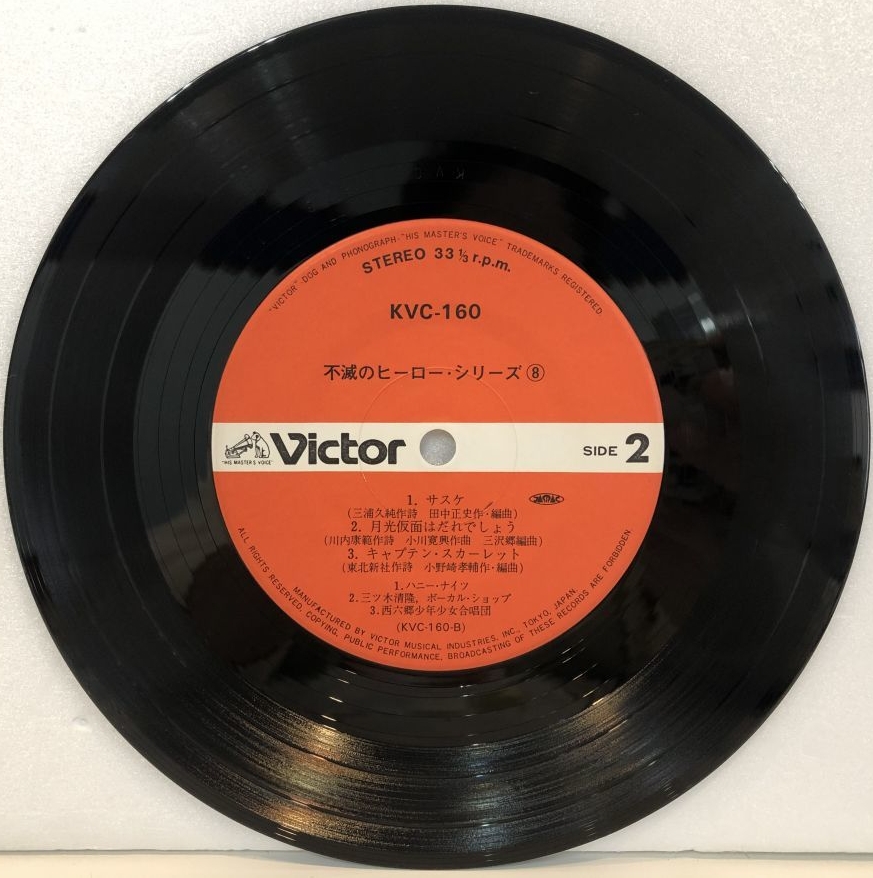 "VICTOR" DOG AND PHONOGRAPH-"HIS MASTER'S VOICE" TRADEMARKS REGISTERED
STEREO 33 1/3 r.p.m.
KVC-160
不滅のヒーロー・シリーズ⑧
"HIS MASTER'S VOICE"
Victor
SIDE 2
1. サスケ
JASRAC
(三浦久純作詩 田中正史作・編曲)
2. 月光仮面はだれでしょう
(川内康範作詩 小川寛興作曲 三沢郷編曲)
3. キャプテン・スカーレット
(東北新社作詩 小野崎孝輔作・編曲)
1. ハニー・ナイツ
2. 三ツ木清隆, ボーカル・ショップ
3. 西六郷少年少女合唱団
(KVC-160-B)
MANUFACTURED BY VICTOR MUSICAL INDUSTRIES, INC., TOKYO, JAPAN.
ALL RIGHTS RESERVED. COPYING, PUBLIC PERFORMANCE, BROADCASTING OF THESE RECORDS ARE FORBIDDEN.